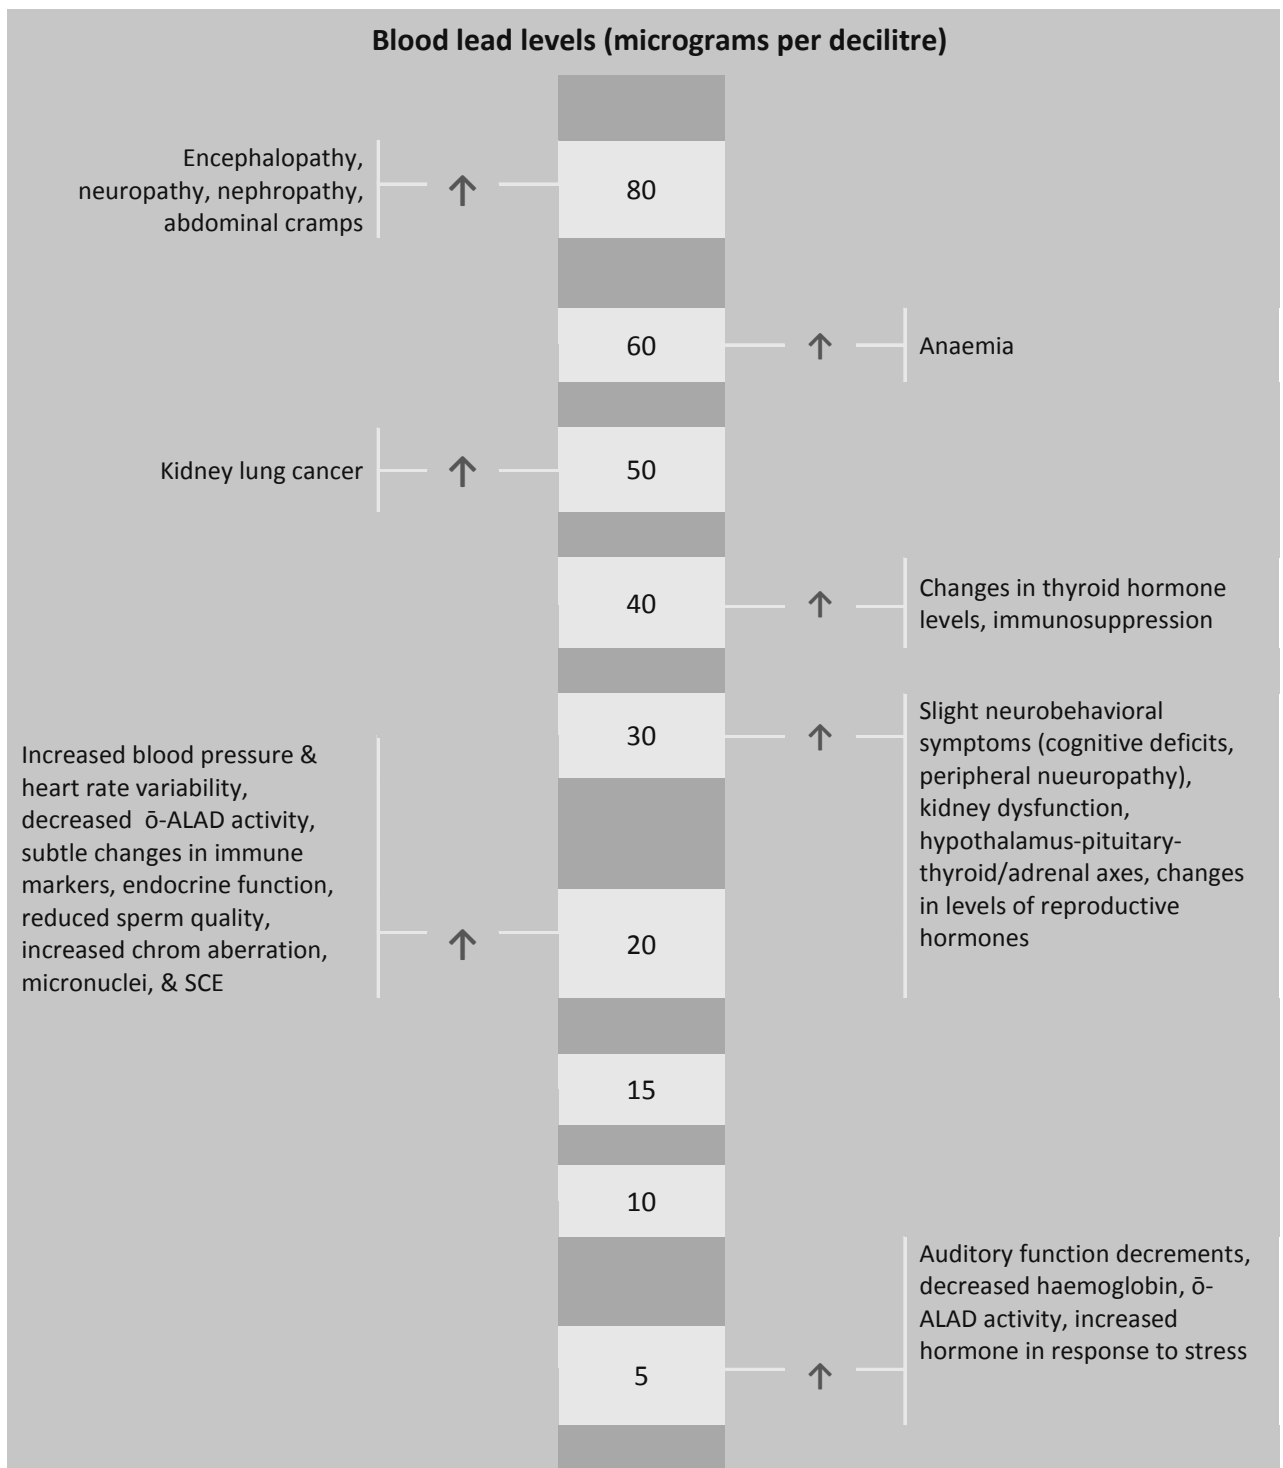 Blood lead levels (micrograms per decilitre)
Encephalopathy,
neuropathy, nephropathy,
abdominal cramps
80
60
Anaemia
Kidney lung cancer
50
40
Changes in thyroid hormone
levels, immunosuppression
30
Slight neurobehavioral
symptoms (cognitive deficits,
peripheral nueuropathy),
kidney dysfunction,
hypothalamus-pituitary-
thyroid/adrenal axes, changes
in levels of reproductive
hormones
Increased blood pressure &
heart rate variability,
decreased ō-ALAD activity,
subtle changes in immune
markers, endocrine function,
reduced sperm quality,
increased chrom aberration,
micronuclei, & SCE
20
15
10
Auditory function decrements,
decreased haemoglobin, ō-
ALAD activity, increased
hormone in response to stress
5